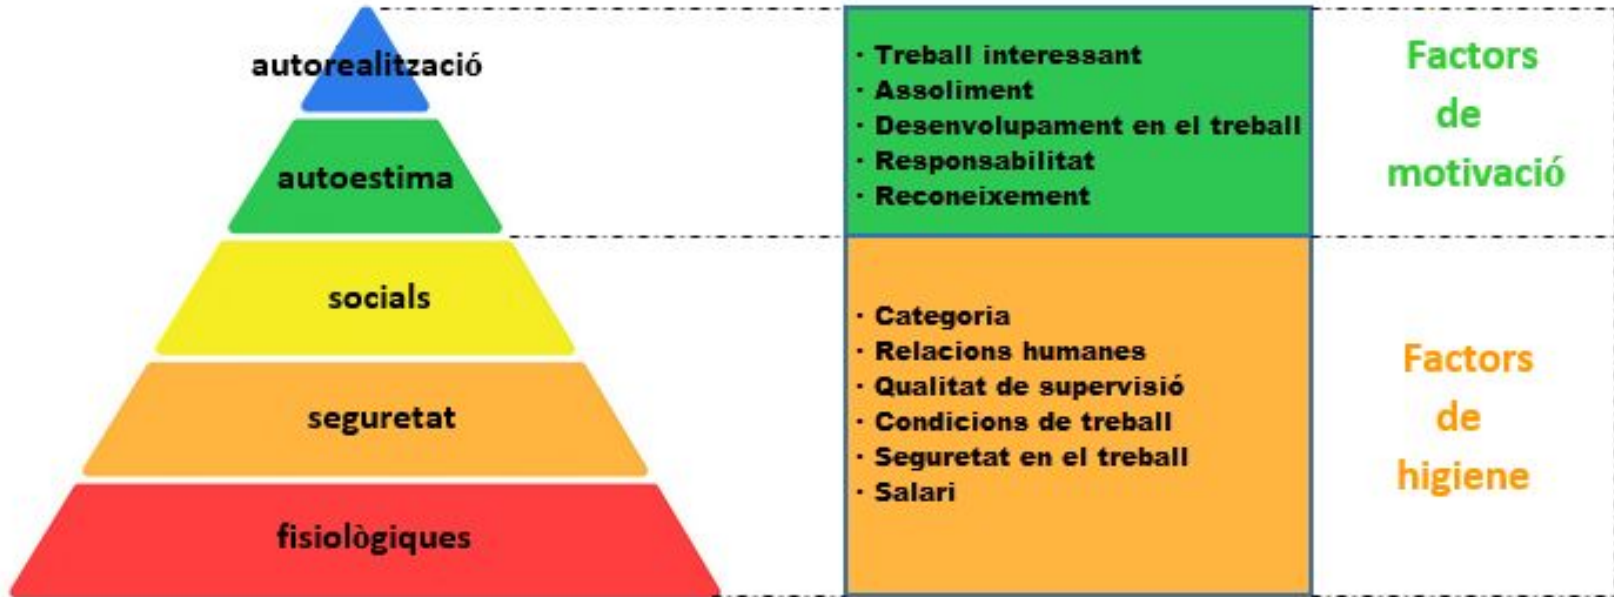 autorealització
autoestima
socials
seguretat
fisiològiques
· Treball interessant
· Assoliment
· Desenvolupament en el treball
· Responsabilitat
· Reconeixement
· Categoria
· Relacions humanes
· Qualitat de supervisió
· Condicions de treball
· Seguretat en el treball
· Salari
Factors
de
motivació
Factors
de
higiene